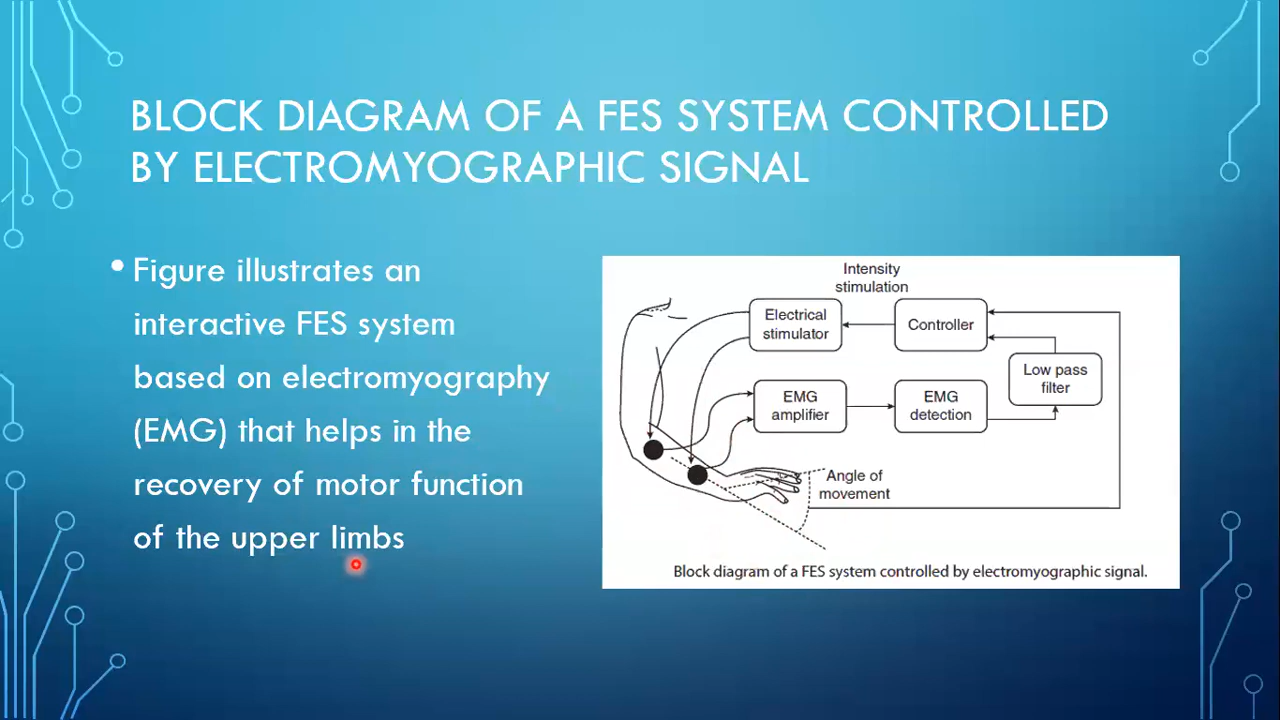 BLOCK DIAGRAM OF A FES SYSTEM CONTROLLED
BY ELECTROMYOGRAPHIC SIGNAL
• Figure illustrates an
interactive FES system
based on electromyography
(EMG) that helps in the
recovery of motor function
of the upper limbs
Intensity
stimulation
Electrical
stimulator
Controller
Low pass
filter
EMG
amplifier
EMG
detection
Angle of
movement
Block diagram of a FES system controlled by electromyographic signal.